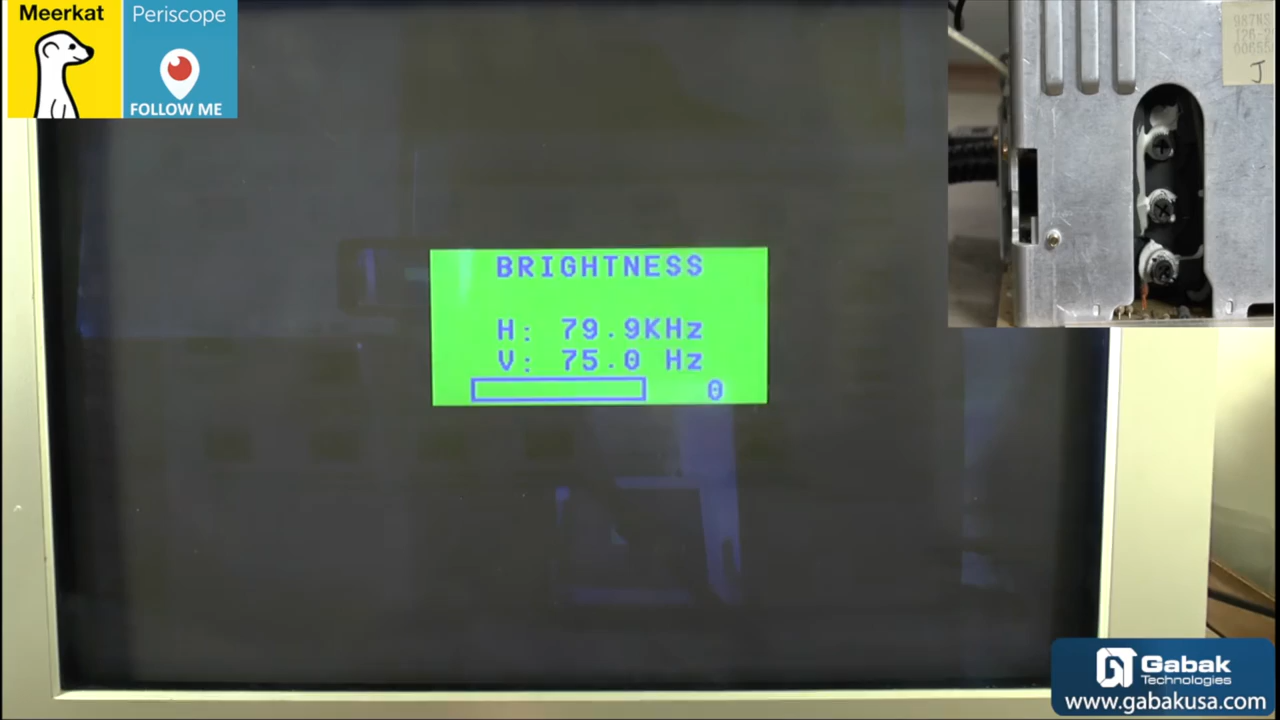 Meerkat
Periscope
FOLLOW ME
J
BRIGHTNESS
H: 79.9KHz
V: 75.0 Hz
0
Gabak
Technologies
www.gabakusa.com